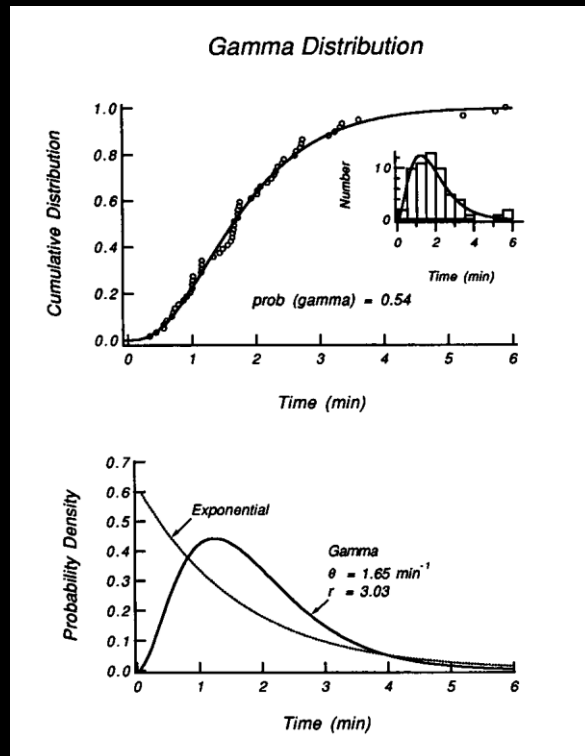 Gamma Distribution
1.0
0.8
0.6
0.4
0.2
0.0
Cumulative Distribution
0 1 2 3 4 5 6
Time (min)
prob (gamma) = 0.54
10
0
Number
0 2 4 6
Time (min)
0.7
0.6
0.5
0.4
0.3
0.2
0.1
0.0
Probability Density
Exponential
Gamma
θ = 1.65 min⁻¹
r = 3.03
0 1 2 3 4 5 6
Time (min)